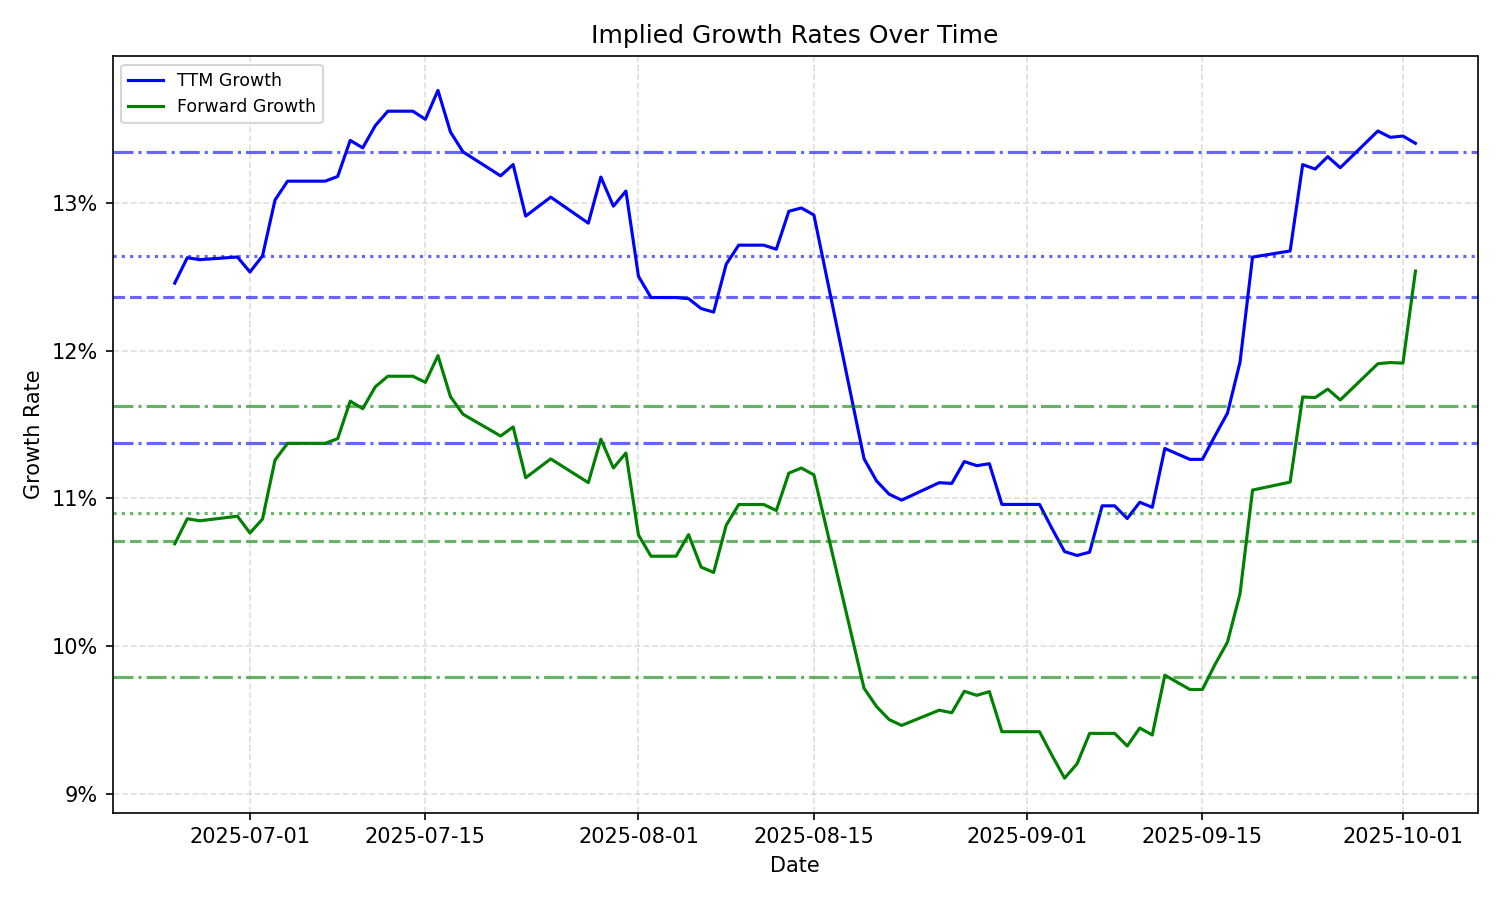 Implied Growth Rates Over Time
TTM Growth
Forward Growth
13%
12%
11%
10%
9%
Growth Rate
2025-07-01
2025-07-15
2025-08-01
2025-08-15
2025-09-01
2025-09-15
2025-10-01
Date